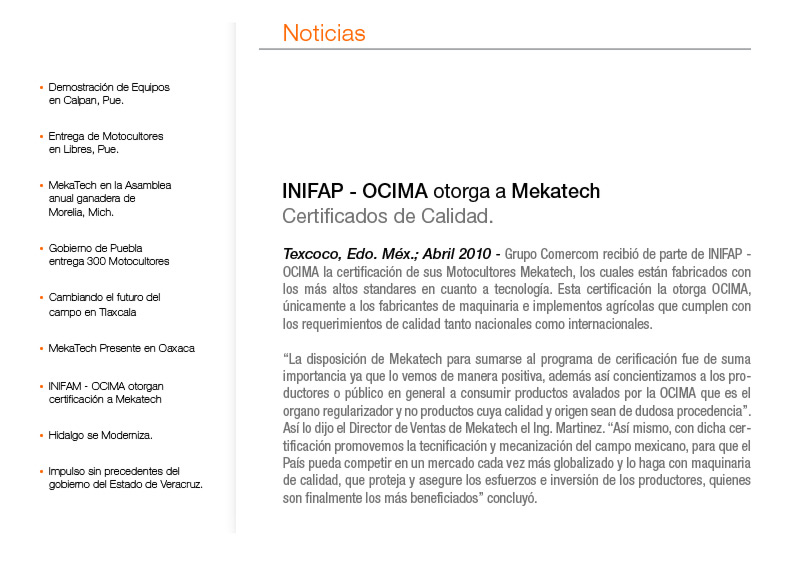 Noticias
Demostración de Equipos
en Calpan, Pue.
Entrega de Motocultores
en Libres, Pue.
MekaTech en la Asamblea
anual ganadera de
Morelia, Mich.
Gobierno de Puebla
entrega 300 Motocultores
Cambiando el futuro del
campo en Tlaxcala
MekaTech Presente en Oaxaca
INIFAM - OCIMA otorgan
certificación a Mekatech
Hidalgo se Moderniza.
Impulso sin precedentes del
gobierno del Estado de Veracruz.
INIFAP - OCIMA otorga a Mekatech
Certificados de Calidad.
Texcoco, Edo. Méx.; Abril 2010 - Grupo Comercom recibió de parte de INIFAP -
OCIMA la certificación de sus Motocultores Mekatech, los cuales están fabricados con
los más altos standares en cuanto a tecnología. Esta certificación la otorga OCIMA,
únicamente a los fabricantes de maquinaria e implementos agrícolas que cumplen con
los requerimientos de calidad tanto nacionales como internacionales.
“La disposición de Mekatech para sumarse al programa de cerificación fue de suma
importancia ya que lo vemos de manera positiva, además así concientizamos a los pro-
ductores o público en general a consumir productos avalados por la OCIMA que es el
organo regularizador y no productos cuya calidad y origen sean de dudosa procedencia”.
Así lo dijo el Director de Ventas de Mekatech el Ing. Martinez. “Así mismo, con dicha cer-
tificación promovemos la tecnificación y mecanización del campo mexicano, para que el
País pueda competir en un mercado cada vez más globalizado y lo haga con maquinaria
de calidad, que proteja y asegure los esfuerzos e inversión de los productores, quienes
son finalmente los más beneficiados” concluyó.